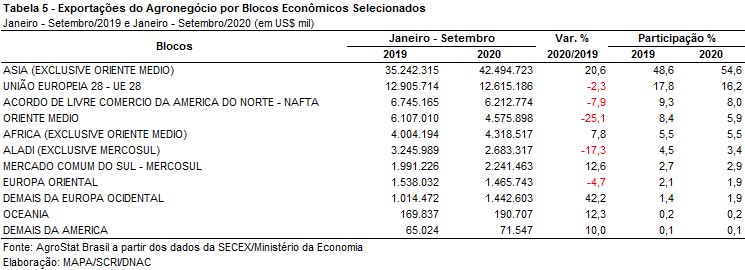 Tabela 5 - Exportações do Agronegócio por Blocos Econômicos Selecionados
Janeiro - Setembro/2019 e Janeiro - Setembro/2020 (em US$ mil)
Blocos Janeiro - Setembro Var. % Participação %
2019 2020 2020/2019 2019 2020
ASIA (EXCLUSIVE ORIENTE MEDIO) 35.242.315 42.494.723 20,6 48,6 54,6
UNIÃO EUROPEIA 28 - UE 28 12.905.714 12.615.186 -2,3 17,8 16,2
ACORDO DE LIVRE COMERCIO DA AMERICA DO NORTE - NAFTA 6.745.165 6.212.774 -7,9 9,3 8,0
ORIENTE MEDIO 6.107.010 4.575.898 -25,1 8,4 5,9
AFRICA (EXCLUSIVE ORIENTE MEDIO) 4.004.194 4.318.517 7,8 5,5 5,5
ALADI (EXCLUSIVE MERCOSUL) 3.245.989 2.683.317 -17,3 4,5 3,4
MERCADO COMUM DO SUL - MERCOSUL 1.991.226 2.241.463 12,6 2,7 2,9
EUROPA ORIENTAL 1.538.032 1.465.743 -4,7 2,1 1,9
DEMAIS DA EUROPA OCIDENTAL 1.014.472 1.442.603 42,2 1,4 1,9
OCEANIA 169.837 190.707 12,3 0,2 0,2
DEMAIS DA AMERICA 65.024 71.547 10,0 0,1 0,1
Fonte: AgroStat Brasil a partir dos dados da SECEX/Ministério da Economia
Elaboração: MAPA/SCRI/DNAC